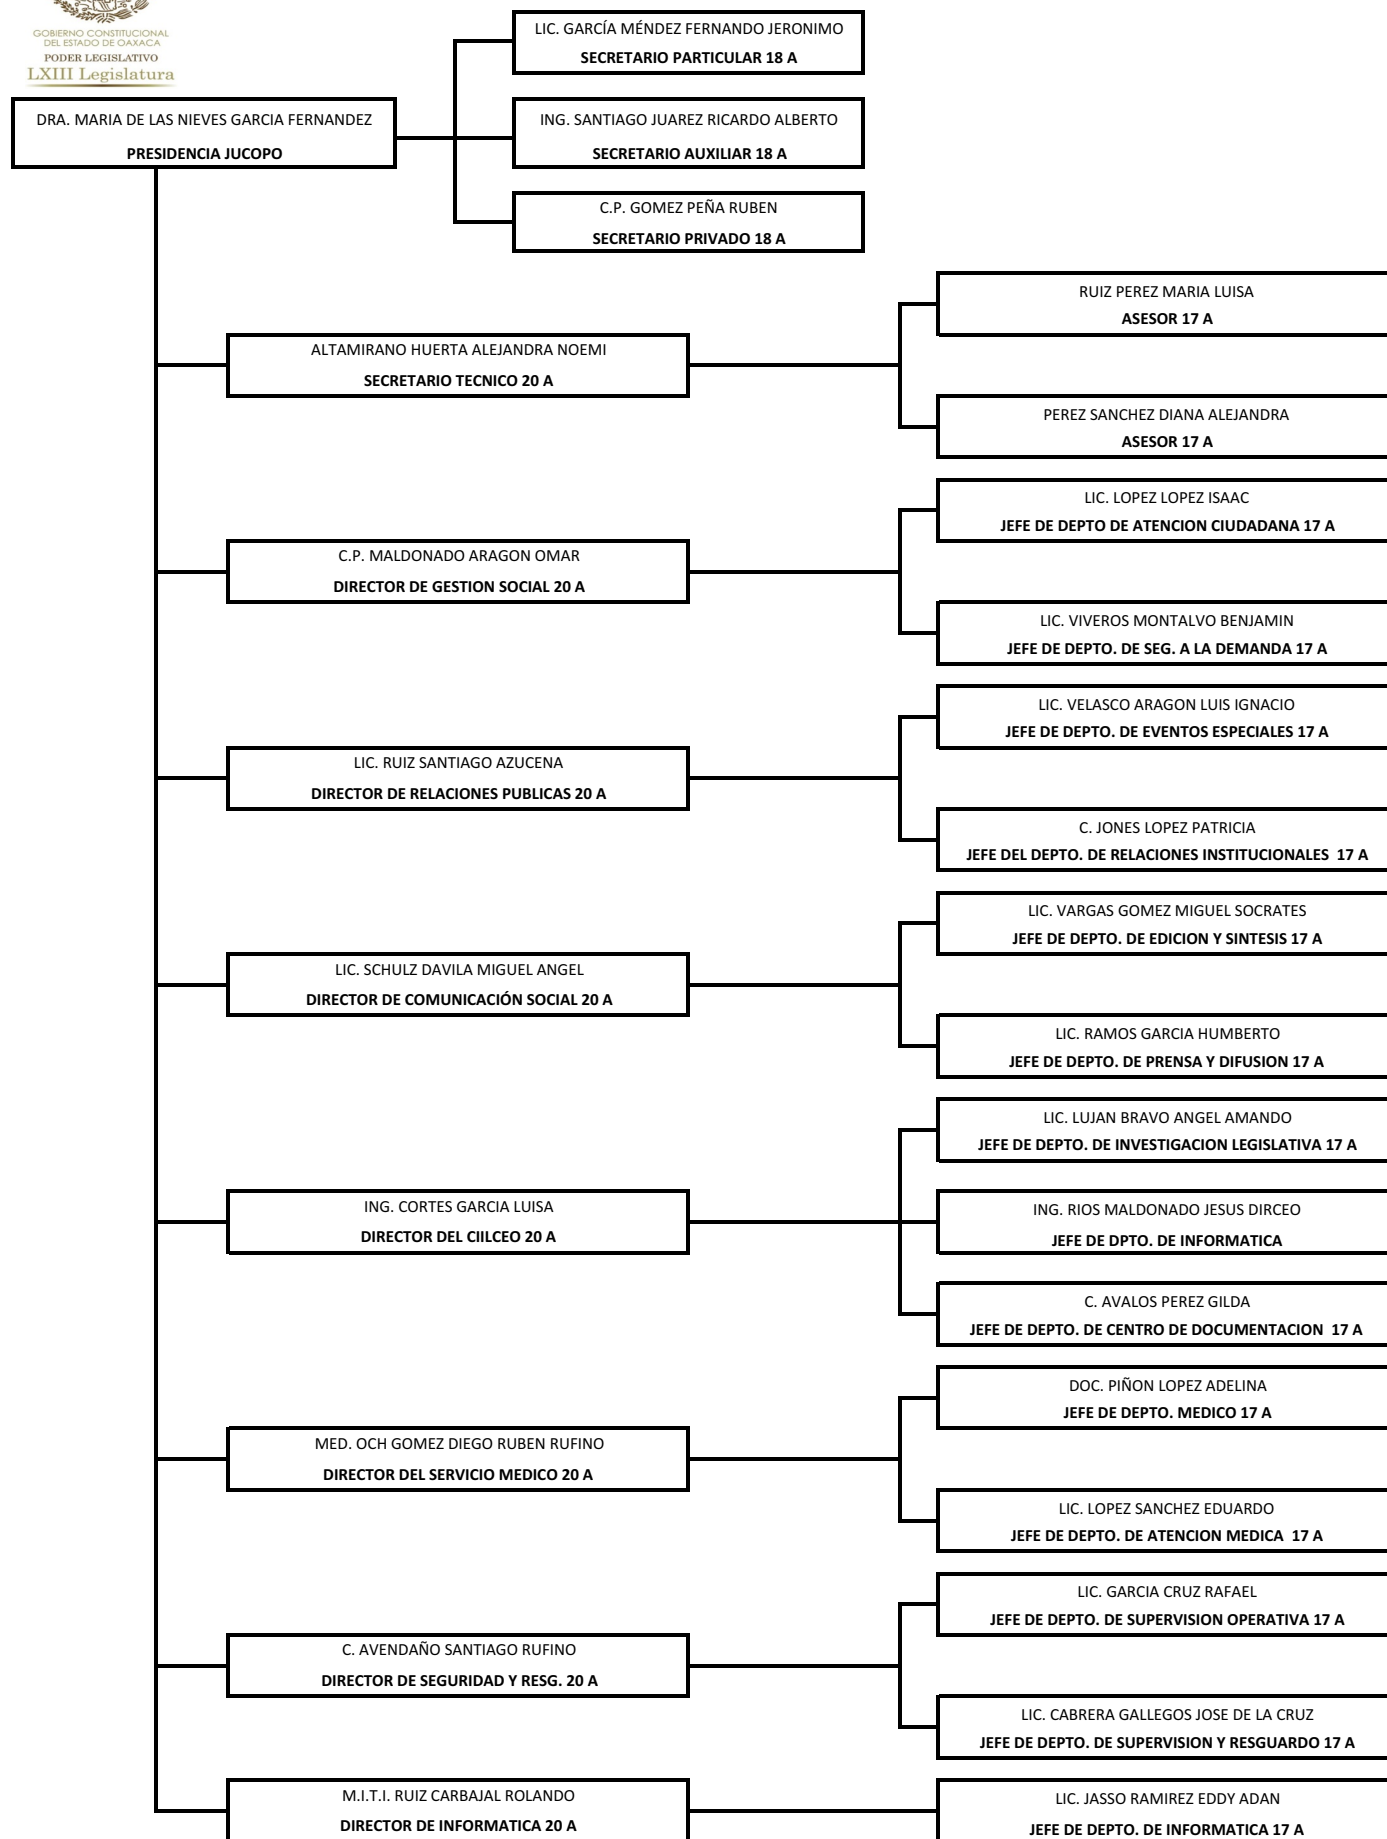 GOBIERNO CONSTITUCIONAL
DEL ESTADO DE OAXACA
PODER LEGISLATIVO
LXIII Legislatura
LIC. GARCÍA MÉNDEZ FERNANDO JERONIMO
SECRETARIO PARTICULAR 18 A
DRA. MARIA DE LAS NIEVES GARCIA FERNANDEZ
PRESIDENCIA JUCOPO
ING. SANTIAGO JUAREZ RICARDO ALBERTO
SECRETARIO AUXILIAR 18 A
C.P. GOMEZ PEÑA RUBEN
SECRETARIO PRIVADO 18 A
ALTAMIRANO HUERTA ALEJANDRA NOEMI
SECRETARIO TECNICO 20 A
RUIZ PEREZ MARIA LUISA
ASESOR 17 A
PEREZ SANCHEZ DIANA ALEJANDRA
ASESOR 17 A
C.P. MALDONADO ARAGON OMAR
DIRECTOR DE GESTION SOCIAL 20 A
LIC. LOPEZ LOPEZ ISAAC
JEFE DE DEPTO DE ATENCION CIUDADANA 17 A
LIC. VIVEROS MONTALVO BENJAMIN
JEFE DE DEPTO. DE SEG. A LA DEMANDA 17 A
LIC. RUIZ SANTIAGO AZUCENA
DIRECTOR DE RELACIONES PUBLICAS 20 A
LIC. VELASCO ARAGON LUIS IGNACIO
JEFE DE DEPTO. DE EVENTOS ESPECIALES 17 A
C. JONES LOPEZ PATRICIA
JEFE DEL DEPTO. DE RELACIONES INSTITUCIONALES 17 A
LIC. SCHULZ DAVILA MIGUEL ANGEL
DIRECTOR DE COMUNICACIÓN SOCIAL 20 A
LIC. VARGAS GOMEZ MIGUEL SOCRATES
JEFE DE DEPTO. DE EDICION Y SINTESIS 17 A
LIC. RAMOS GARCIA HUMBERTO
JEFE DE DEPTO. DE PRENSA Y DIFUSION 17 A
ING. CORTES GARCIA LUISA
DIRECTOR DEL CIILCEO 20 A
LIC. LUJAN BRAVO ANGEL AMANDO
JEFE DE DEPTO. DE INVESTIGACION LEGISLATIVA 17 A
ING. RIOS MALDONADO JESUS DIRCEO
JEFE DE DPTO. DE INFORMATICA
C. AVALOS PEREZ GILDA
JEFE DE DEPTO. DE CENTRO DE DOCUMENTACION 17 A
MED. OCH GOMEZ DIEGO RUBEN RUFINO
DIRECTOR DEL SERVICIO MEDICO 20 A
DOC. PIÑON LOPEZ ADELINA
JEFE DE DEPTO. MEDICO 17 A
LIC. LOPEZ SANCHEZ EDUARDO
JEFE DE DEPTO. DE ATENCION MEDICA 17 A
C. AVENDAÑO SANTIAGO RUFINO
DIRECTOR DE SEGURIDAD Y RESG. 20 A
LIC. GARCIA CRUZ RAFAEL
JEFE DE DEPTO. DE SUPERVISION OPERATIVA 17 A
LIC. CABRERA GALLEGOS JOSE DE LA CRUZ
JEFE DE DEPTO. DE SUPERVISION Y RESGUARDO 17 A
M.I.T.I. RUIZ CARBAJAL ROLANDO
DIRECTOR DE INFORMATICA 20 A
LIC. JASSO RAMIREZ EDDY ADAN
JEFE DE DEPTO. DE INFORMATICA 17 A